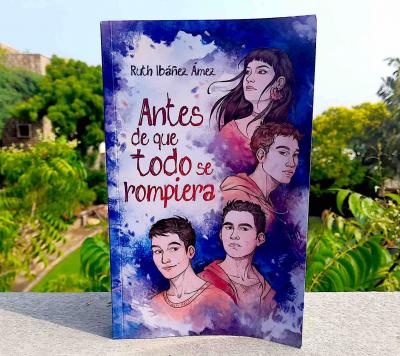 Ruth Ibáñez Ámez
Antes
de que
todo se
rompiera